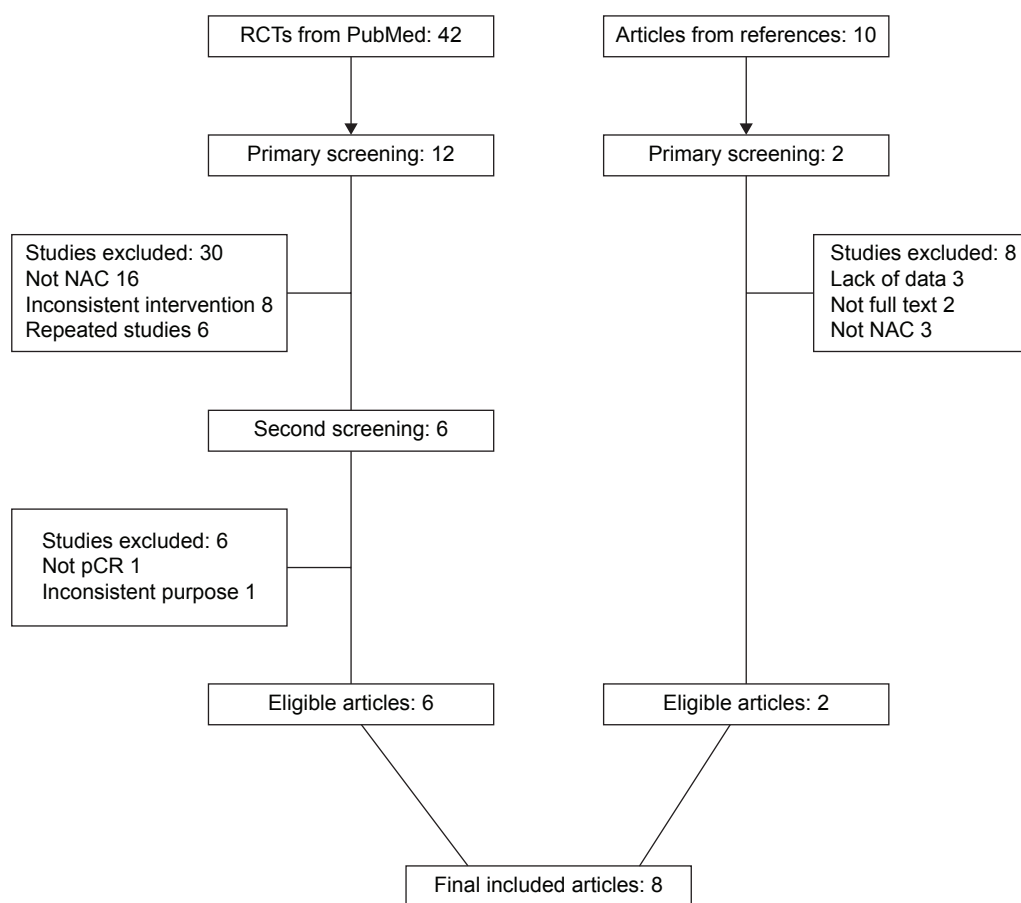 RCTs from PubMed: 42
Articles from references: 10
Primary screening: 12
Primary screening: 2
Studies excluded: 30
Not NAC 16
Inconsistent intervention 8
Repeated studies 6
Studies excluded: 8
Lack of data 3
Not full text 2
Not NAC 3
Second screening: 6
Studies excluded: 6
Not pCR 1
Inconsistent purpose 1
Eligible articles: 6
Eligible articles: 2
Final included articles: 8